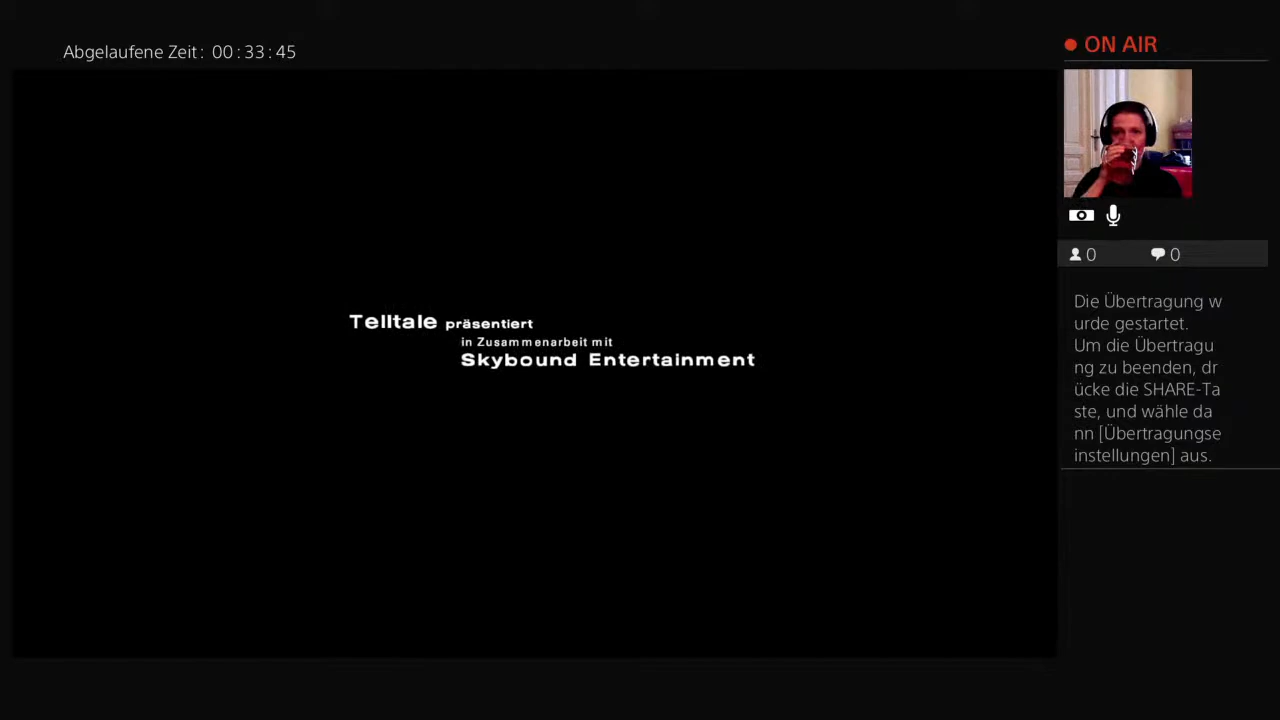 Abgelaufene Zeit: 00:33:45
ON AIR
Telltale präsentiert
in Zusammenarbeit mit
Skybound Entertainment
0 0
Die Übertragung w
urde gestartet.
Um die Übertragu
ng zu beenden, dr
ücke die SHARE-Ta
ste, und wähle da
nn [Übertragungse
instellungen] aus.